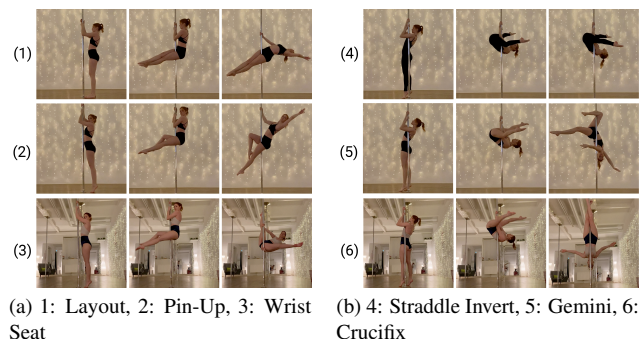 (1)
(2)
(3)
(a) 1: Layout, 2: Pin-Up, 3: Wrist
Seat
(4)
(5)
(6)
(b) 4: Straddle Invert, 5: Gemini, 6:
Crucifix